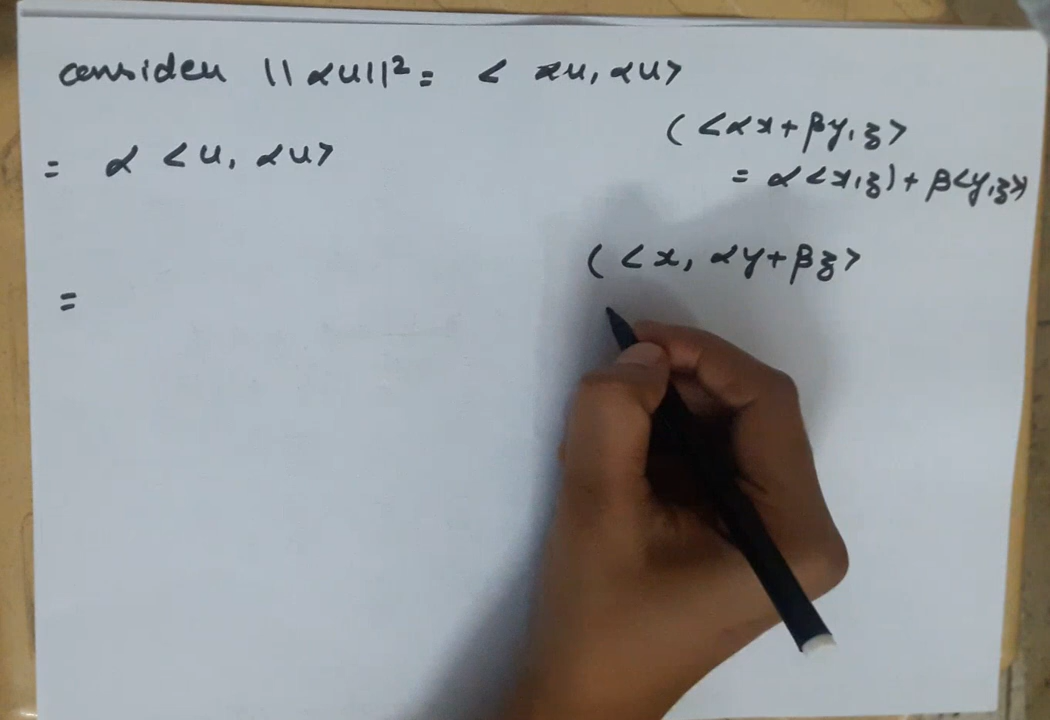 consider ||αu||² = < αu, αu>
= α <u, αu>
(<αx+βy,z>
= α<x,z)+ β<y,z>)
(<x, αy+βz>
=